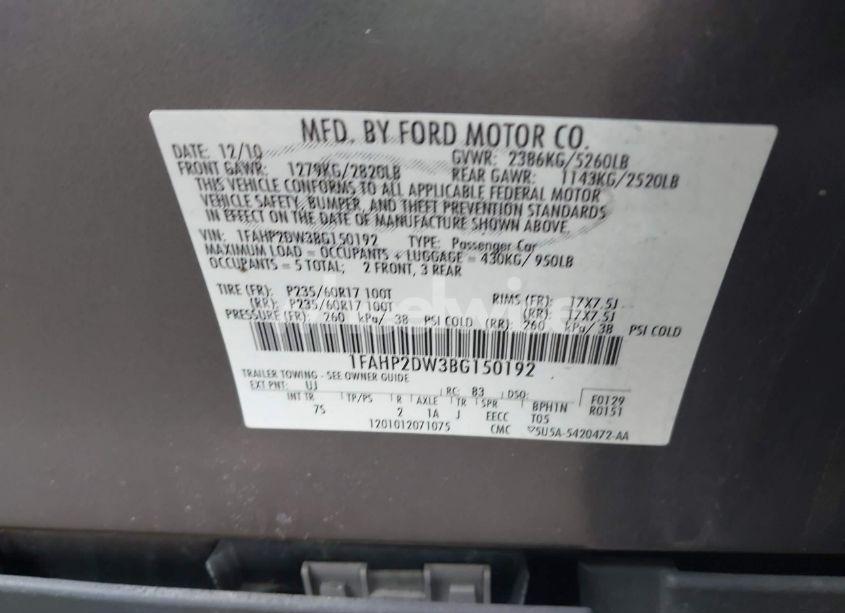 MFD. BY FORD MOTOR CO.
DATE: 12/10 GVWR: 2386KG/5260LB
FRONT GAWR: 1279KG/2820LB REAR GAWR: 1143KG/2520LB
THIS VEHICLE CONFORMS TO ALL APPLICABLE FEDERAL MOTOR
VEHICLE SAFETY, BUMPER, AND THEFT PREVENTION STANDARDS
IN EFFECT ON THE DATE OF MANUFACTURE SHOWN ABOVE.
VIN: 1FAHP2DW3BG150192 TYPE: Passenger Car
MAXIMUM LOAD = OCCUPANTS + LUGGAGE = 430KG/950LB
OCCUPANTS = 5 TOTAL; 2 FRONT, 3 REAR
TIRE (FR): P235/60R17 100T RIMS (FR): 17X7.5J
(RR): P235/60R17 100T (RR): 17X7.5J
PRESSURE (FR): 260 kPa/ 38 PSI COLD (RR): 260 kPa/ 38 PSI COLD
1FAHP2DW3BG150192
TRAILER TOWING - SEE OWNER GUIDE
EXT PNT: UJ RC: 83 DSO: F0129
INT TR TP/PS R AXLE TR SPR BPH1N R0151
7S 2 1A J EECC T05
1201012071075 CMC 5U5A-5420472-AA